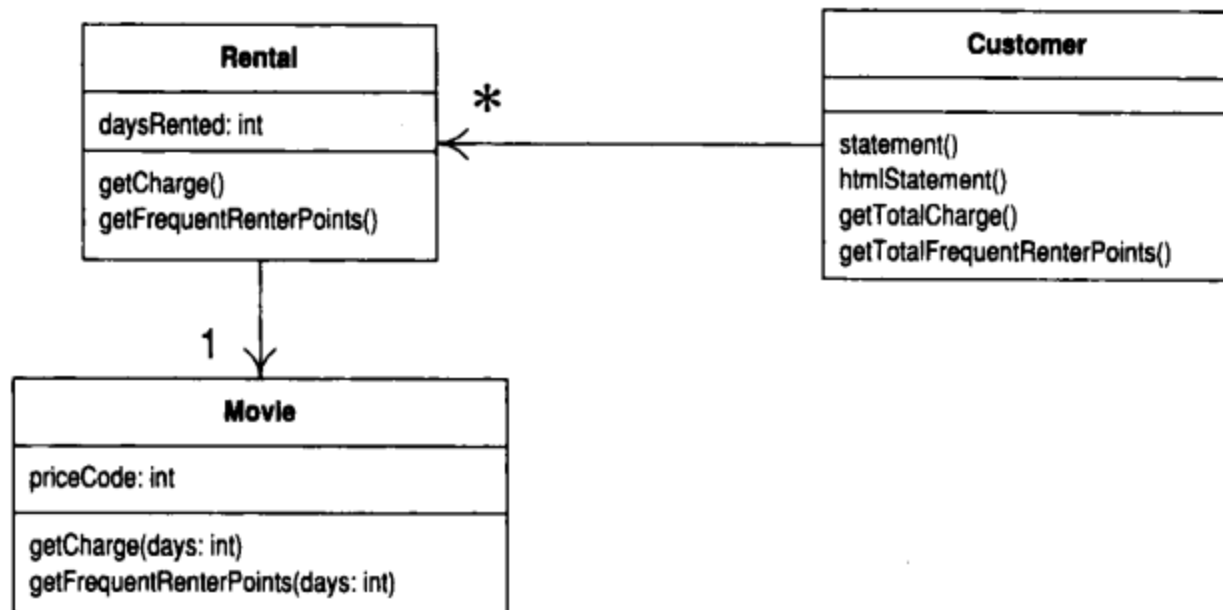 Rental
daysRented: int
getCharge()
getFrequentRenterPoints()
*
Customer
statement()
htmlStatement()
getTotalCharge()
getTotalFrequentRenterPoints()
1
Movie
priceCode: int
getCharge(days: int)
getFrequentRenterPoints(days: int)